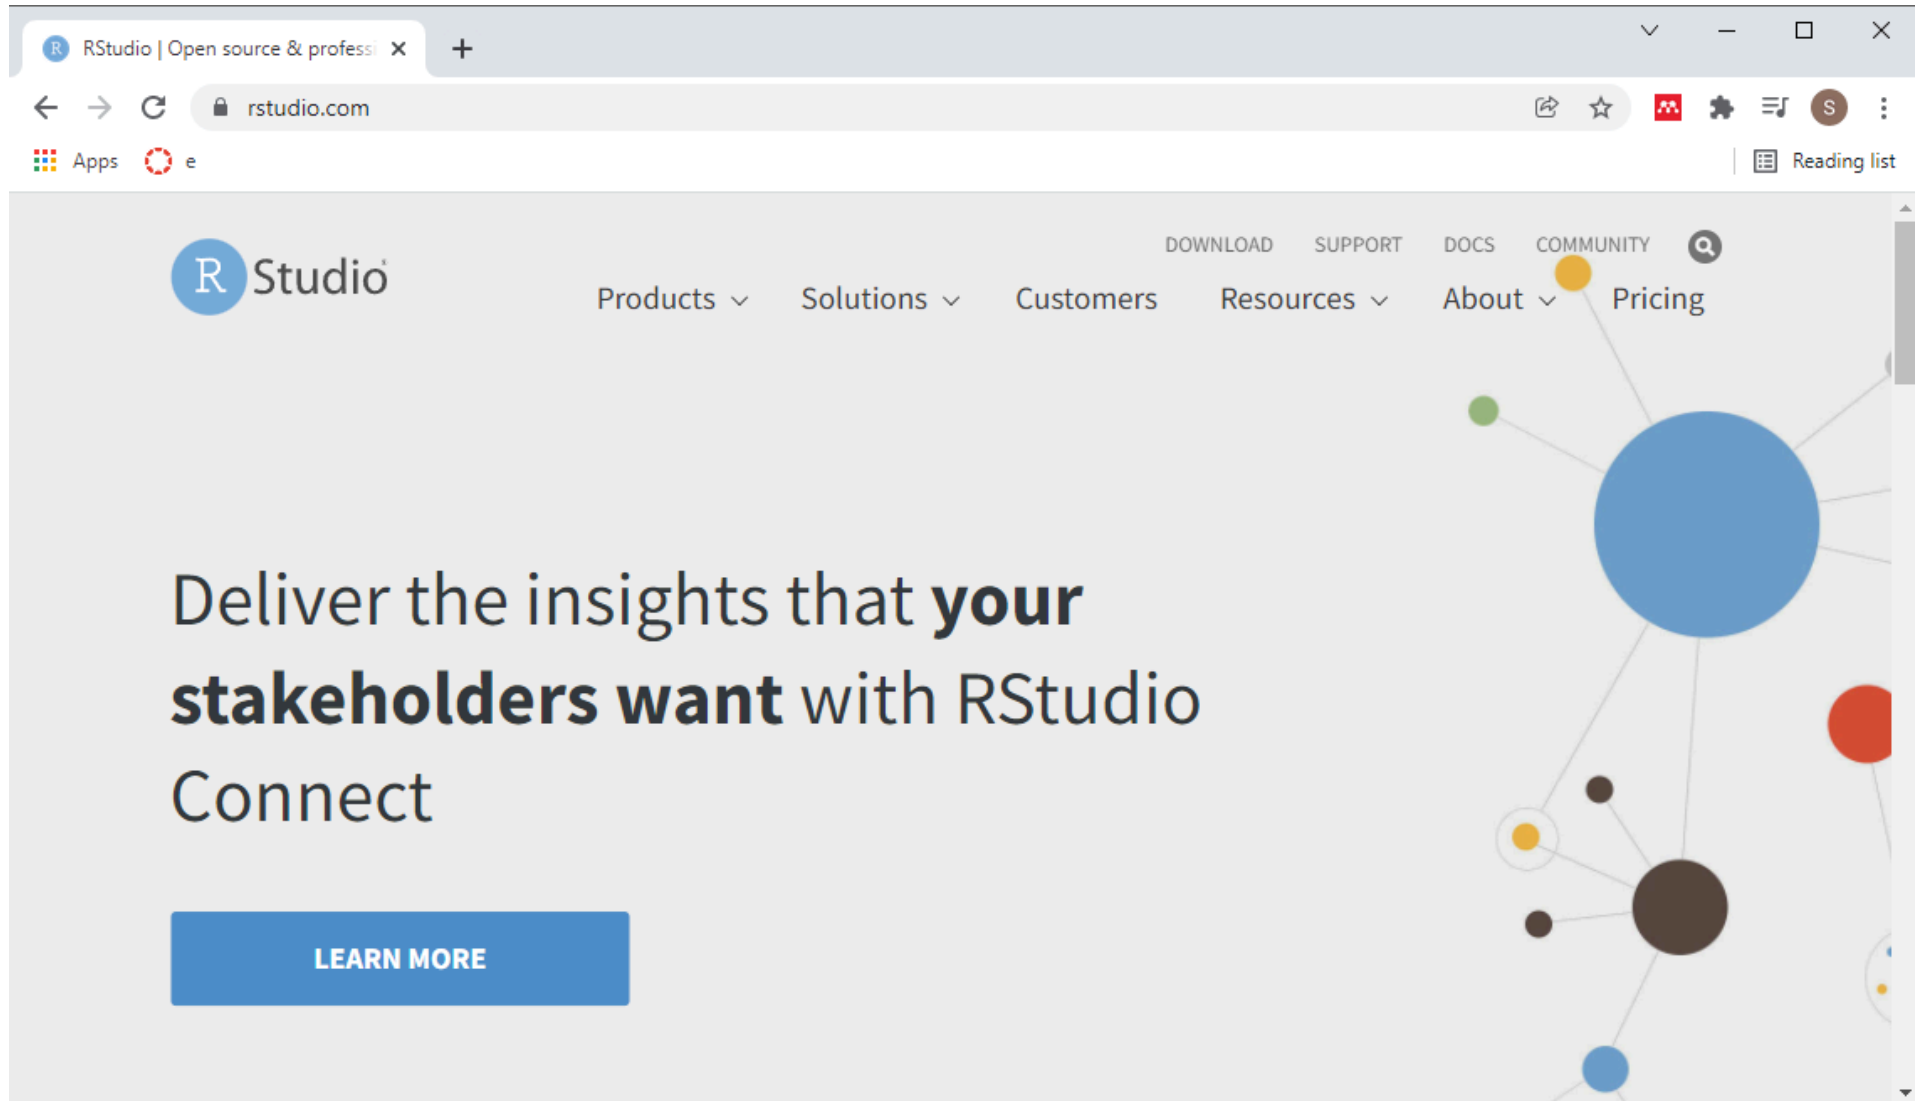 RStudio | Open source & professi
rstudio.com
S
Apps
e
Reading list
R Studio
DOWNLOAD SUPPORT DOCS COMMUNITY
Products Solutions Customers Resources About Pricing
Deliver the insights that your
stakeholders want with RStudio
Connect
LEARN MORE